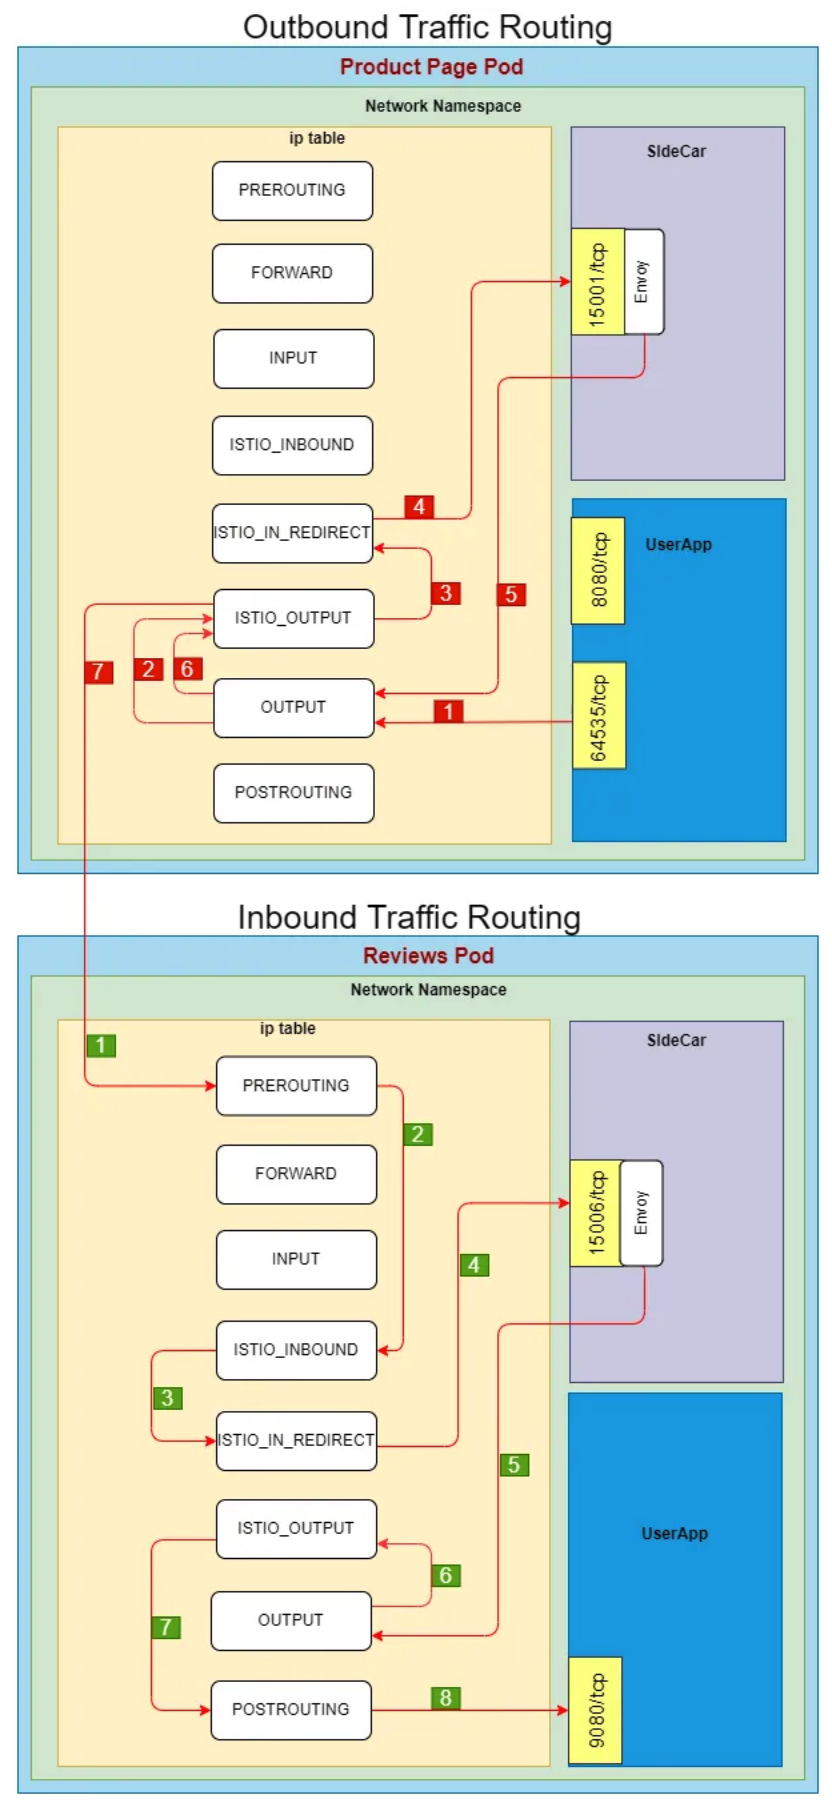 Outbound Traffic Routing
Product Page Pod
Network Namespace
ip table
SIdeCar
PREROUTING
FORWARD
15001/tcp
Envoy
INPUT
ISTIO_INBOUND
4
ISTIO_IN_REDIRECT
UserApp
8080/tcp
3
5
ISTIO_OUTPUT
7
2
6
OUTPUT
1
64535/tcp
POSTROUTING
Inbound Traffic Routing
Reviews Pod
Network Namespace
ip table
SIdeCar
1
PREROUTING
2
FORWARD
15006/tcp
Envoy
INPUT
4
ISTIO_INBOUND
3
ISTIO_IN_REDIRECT
5
ISTIO_OUTPUT
UserApp
6
OUTPUT
7
8
POSTROUTING
9080/tcp